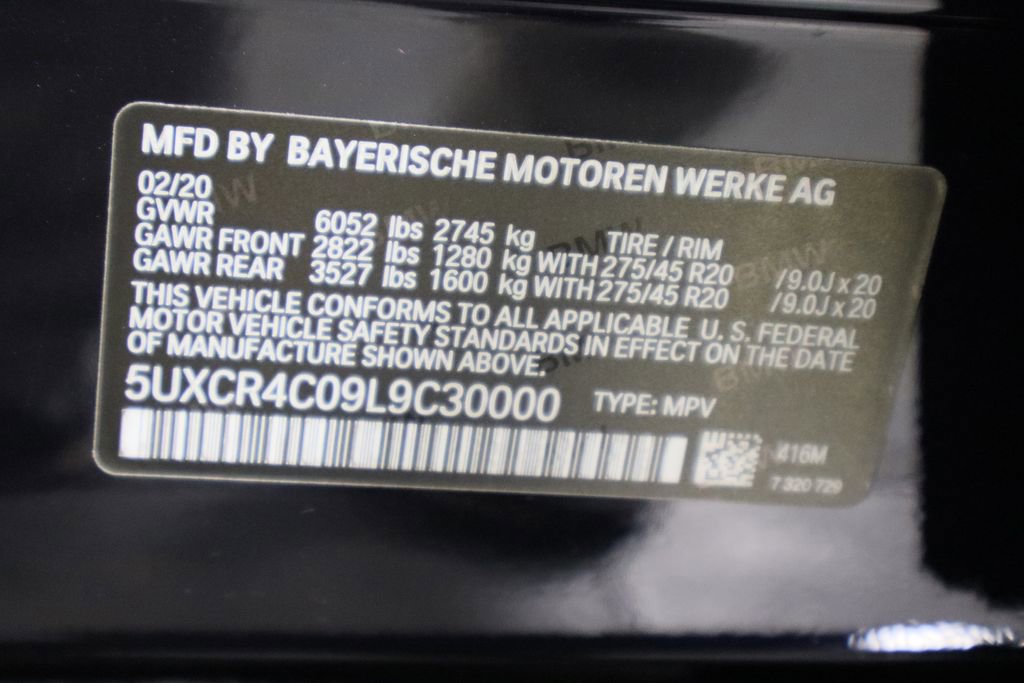 MFD BY BAYERISCHE MOTOREN WERKE AG
02/20
GVWR 6052 lbs 2745 kg TIRE / RIM
GAWR FRONT 2822 lbs 1280 kg WITH 275/45 R20 /9.0J x 20
GAWR REAR 3527 lbs 1600 kg WITH 275/45 R20 /9.0J x 20
THIS VEHICLE CONFORMS TO ALL APPLICABLE U. S. FEDERAL
MOTOR VEHICLE SAFETY STANDARDS IN EFFECT ON THE DATE
OF MANUFACTURE SHOWN ABOVE:
5UXCR4C09L9C30000 TYPE: MPV
416M
7 320 729